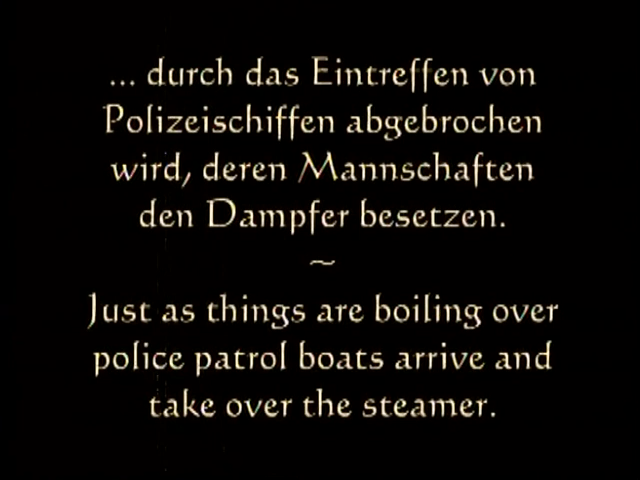 ... durch das Eintreffen von
Polizeischiffen abgebrochen
wird, deren Mannschaften
den Dampfer besetzen.
~
Just as things are boiling over
police patrol boats arrive and
take over the steamer.